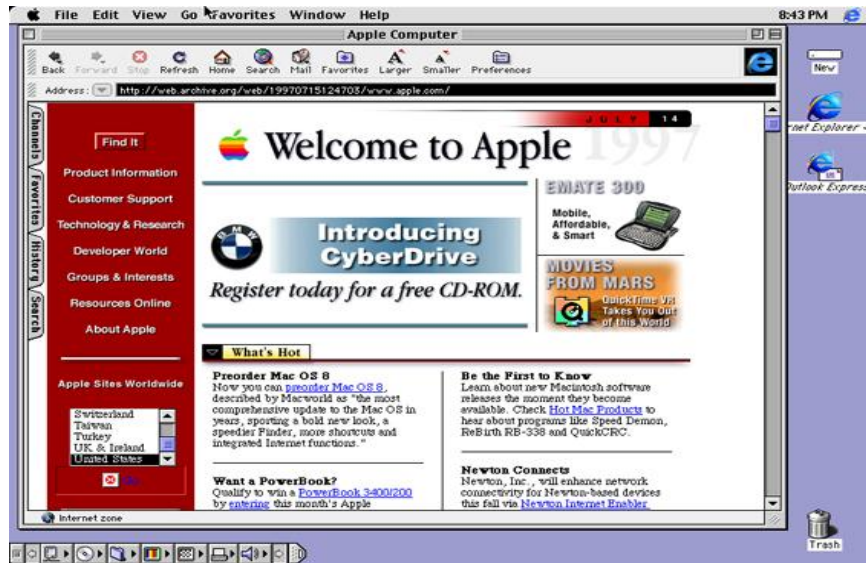 File Edit View Go Favorites Window Help
8:43 PM
Apple Computer
Back Forward Stop Refresh Home Search Mail Favorites Larger Smaller Preferences
Address: http://web.archive.org/web/19970715124703/www.apple.com/
Channels
Favorites
History
Search
Find It
Product Information
Customer Support
Technology & Research
Developer World
Groups & Interests
Resources Online
About Apple
Apple Sites Worldwide
Switzerland
Taiwan
Turkey
UK & Ireland
United States
Go
JULY 14
1997
Welcome to Apple
BMW
Introducing
CyberDrive
Register today for a free CD-ROM.
EMATE 300
Mobile,
Affordable,
& Smart
MOVIES
FROM MARS
QuickTime VR
Takes You Out
of this World
What's Hot
Preorder Mac OS 8
Now you can preorder Mac OS 8,
described by Macworld as "the most
comprehensive update to the Mac OS in
years, sporting a bold new look, a
speedier Finder, more shortcuts and
integrated Internet functions."
Want a PowerBook?
Qualify to win a PowerBook 3400/200
by entering this month's Apple
Be the First to Know
Learn about new Macintosh software
releases the moment they become
available. Check Hot Mac Products to
hear about programs like Speed Demon,
ReBirth RB-338 and QuickCRC.
Newton Connects
Newton, Inc., will enhance network
connectivity for Newton-based devices
this fall via Newton Internet Enabler
Internet zone
New
rnet Explorer
Outlook Express
Trash